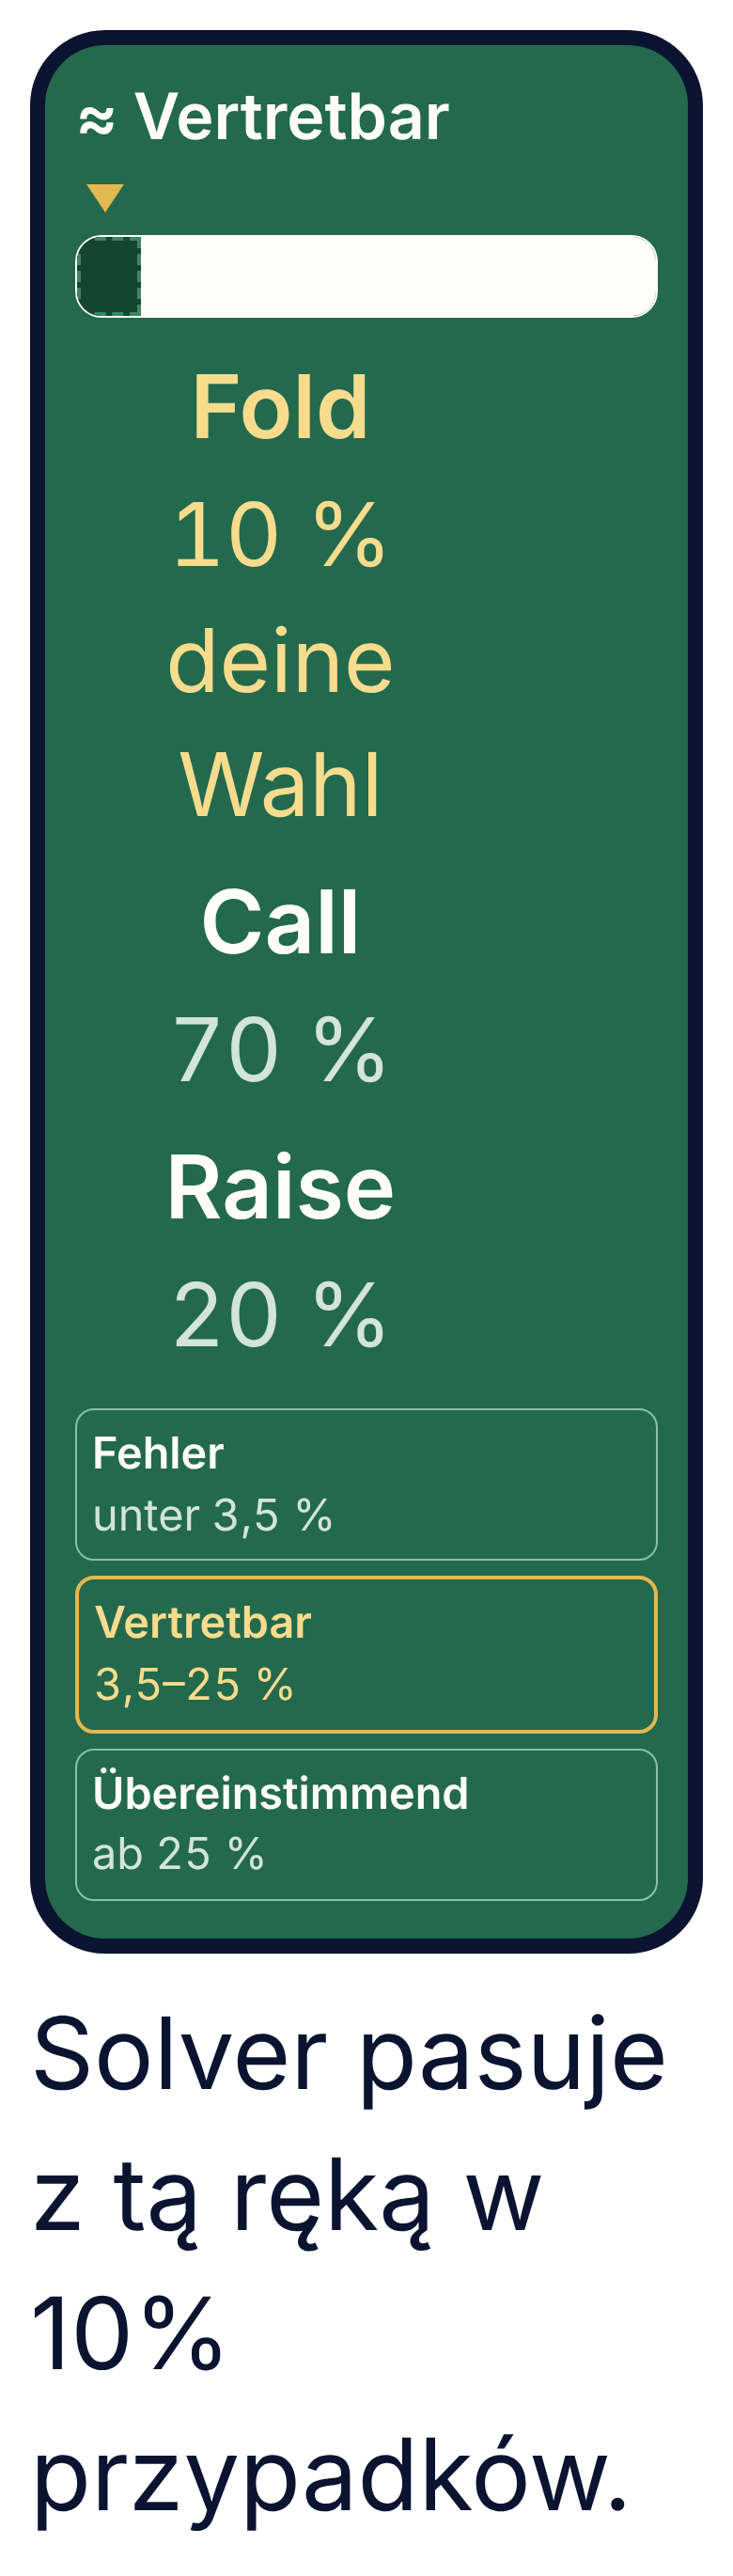 ≈ Vertretbar
Fold
10 %
deine
Wahl
Call
70 %
Raise
20 %
Fehler
unter 3,5 %
Vertretbar
3,5–25 %
Übereinstimmend
ab 25 %
Solver pasuje
z tą ręką w
10%
przypadków.